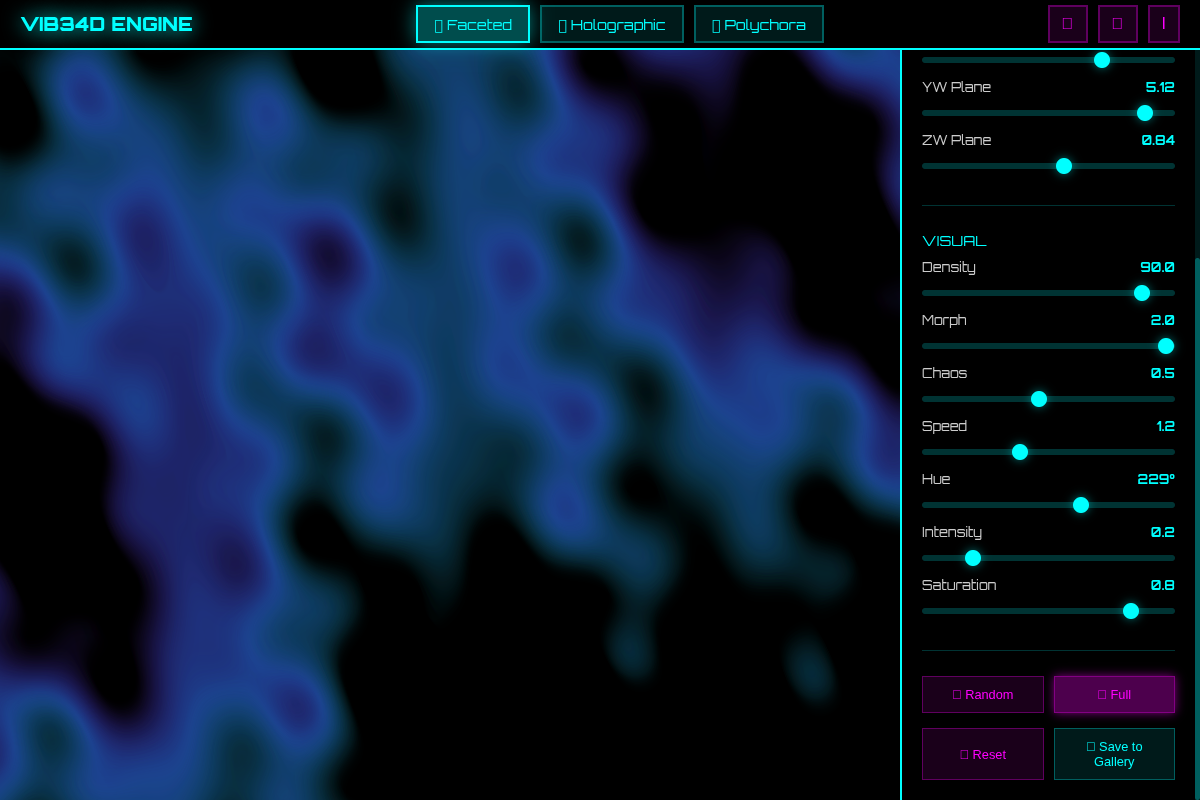 VIB34D ENGINE
Faceted
Holographic
Polychora
YW Plane 5.12
ZW Plane 0.84
VISUAL
Density 90.0
Morph 2.0
Chaos 0.5
Speed 1.2
Hue 229°
Intensity 0.2
Saturation 0.8
Random
Full
Reset
Save to
Gallery